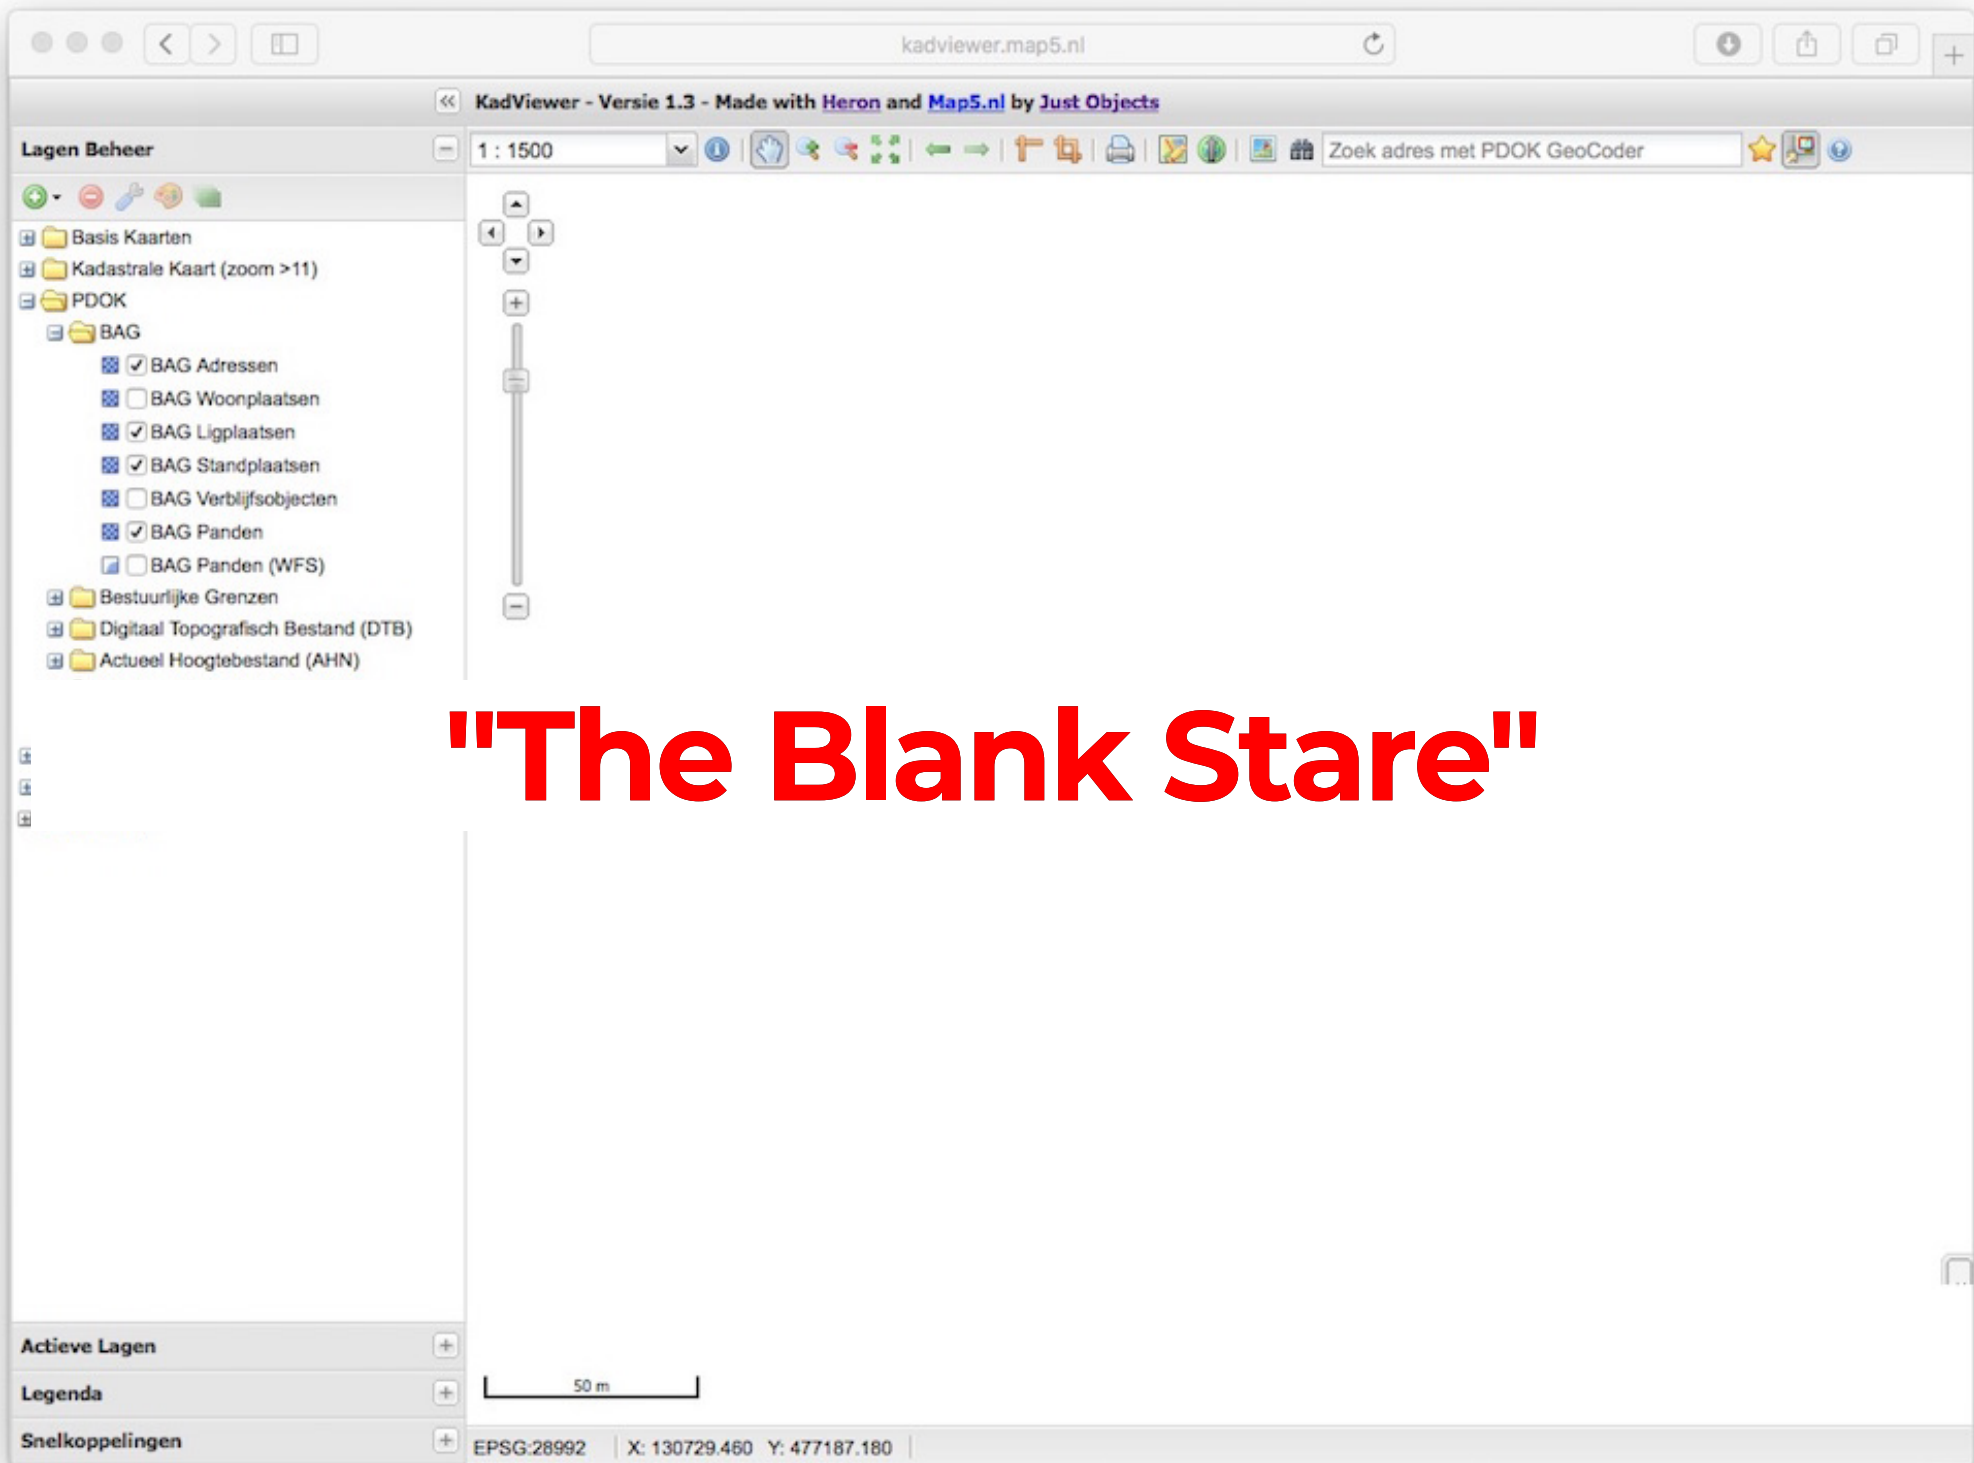 kadviewer.map5.nl
KadViewer - Versie 1.3 - Made with Heron and Map5.nl by Just Objects
Lagen Beheer
1 : 1500
Zoek adres met PDOK GeoCoder
Basis Kaarten
Kadastrale Kaart (zoom >11)
PDOK
BAG
BAG Adressen
BAG Woonplaatsen
BAG Ligplaatsen
BAG Standplaatsen
BAG Verblijfsobjecten
BAG Panden
BAG Panden (WFS)
Bestuurlijke Grenzen
Digitaal Topografisch Bestand (DTB)
Actueel Hoogtebestand (AHN)
"The Blank Stare"
Actieve Lagen
Legenda
Snelkoppelingen
50 m
EPSG:28992 X: 130729.460 Y: 477187.180